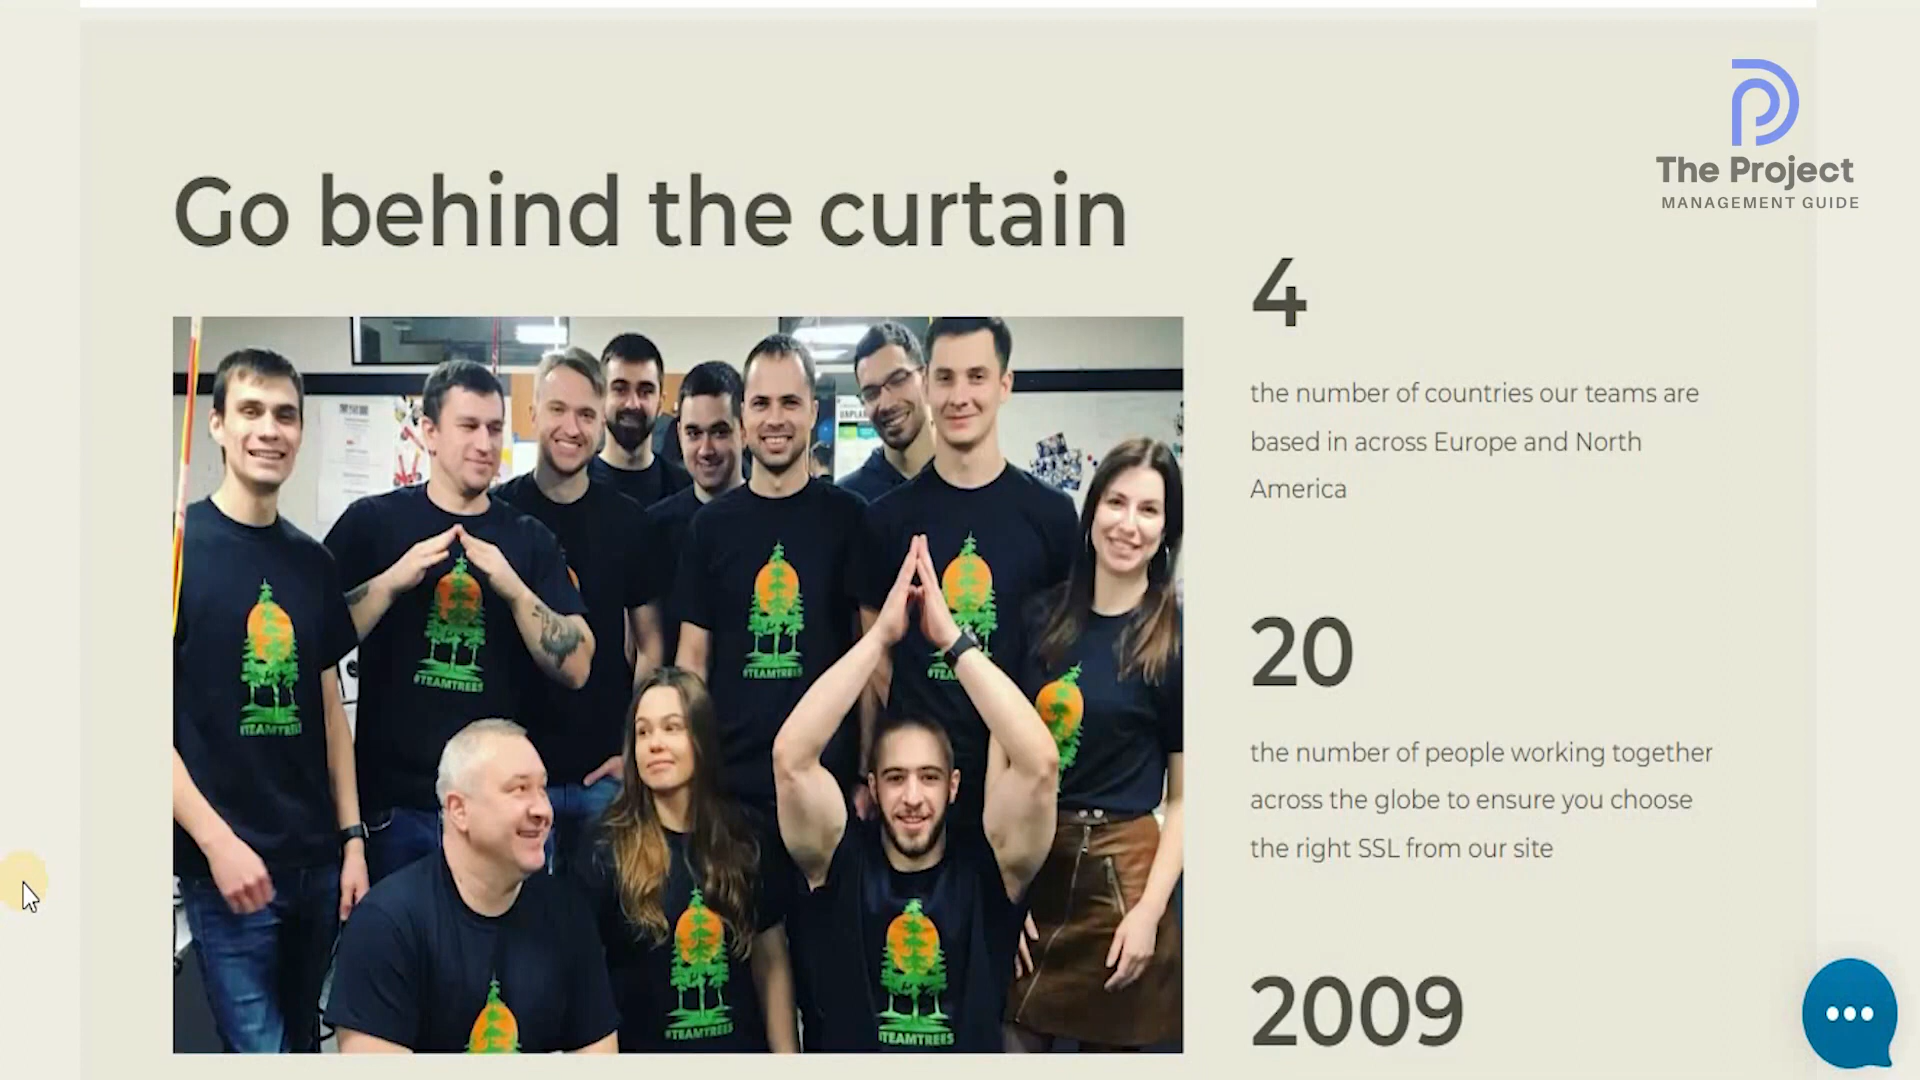 The Project
MANAGEMENT GUIDE
Go behind the curtain
4
the number of countries our teams are
based in across Europe and North
America
20
the number of people working together
across the globe to ensure you choose
the right SSL from our site
2009
#TEAMTREES
#TEAMTREES
#TEAMTREES
#TEAMTREES
#TEAMTREES